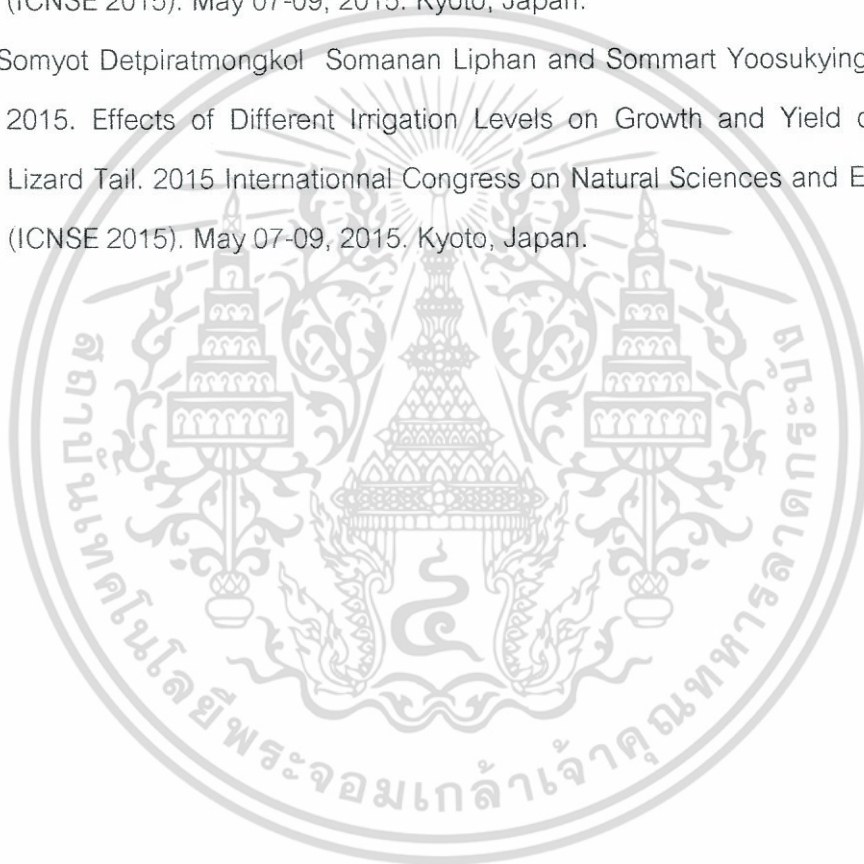 (ICNSE 2015). May 07-09, 2015. Kyoto, Japan.
Somyot Detpiratmongkol Somanan Liphan and Sommart Yoosukying
2015. Effects of Different Irrigation Levels on Growth and Yield
Lizard Tail. 2015 Internationnal Congress on Natural Sciences and
(ICNSE 2015). May 07-09, 2015. Kyoto, Japan.
สถาบันเทคโนโลยีพระจอมเกล้าเจ้าคุณทหารลาดกระบัง
๔